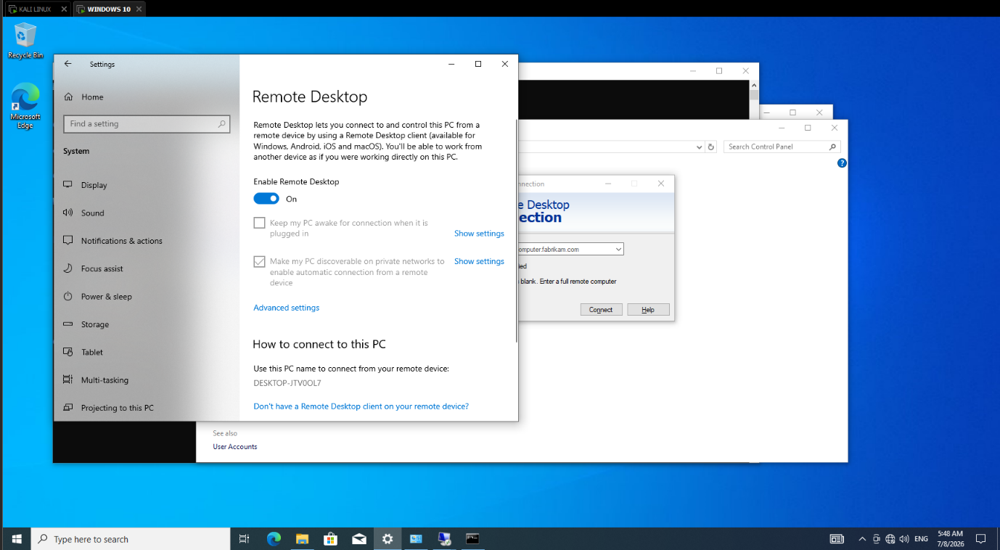 KALI LINUX
WINDOWS 10
Recycle Bin
Microsoft
Edge
Settings
Home
Find a setting
System
Display
Sound
Notifications & actions
Focus assist
Power & sleep
Storage
Tablet
Multi-tasking
Projecting to this PC
Remote Desktop
Remote Desktop lets you connect to and control this PC from a
remote device by using a Remote Desktop client (available for
Windows, Android, iOS and macOS). You'll be able to work from
another device as if you were working directly on this PC.
Enable Remote Desktop
On
Keep my PC awake for connection when it is
plugged in
Show settings
Make my PC discoverable on private networks to
enable automatic connection from a remote
device
Show settings
Advanced settings
How to connect to this PC
Use this PC name to connect from your remote device:
DESKTOP-JTV0OL7
Don't have a Remote Desktop client on your remote device?
Search Control Panel
nnection
e Desktop
ection
omputer.fabrikam.com
ied
blank. Enter a full remote computer
Connect
Help
See also
User Accounts
Type here to search
ENG
5:48 AM
7/8/2026